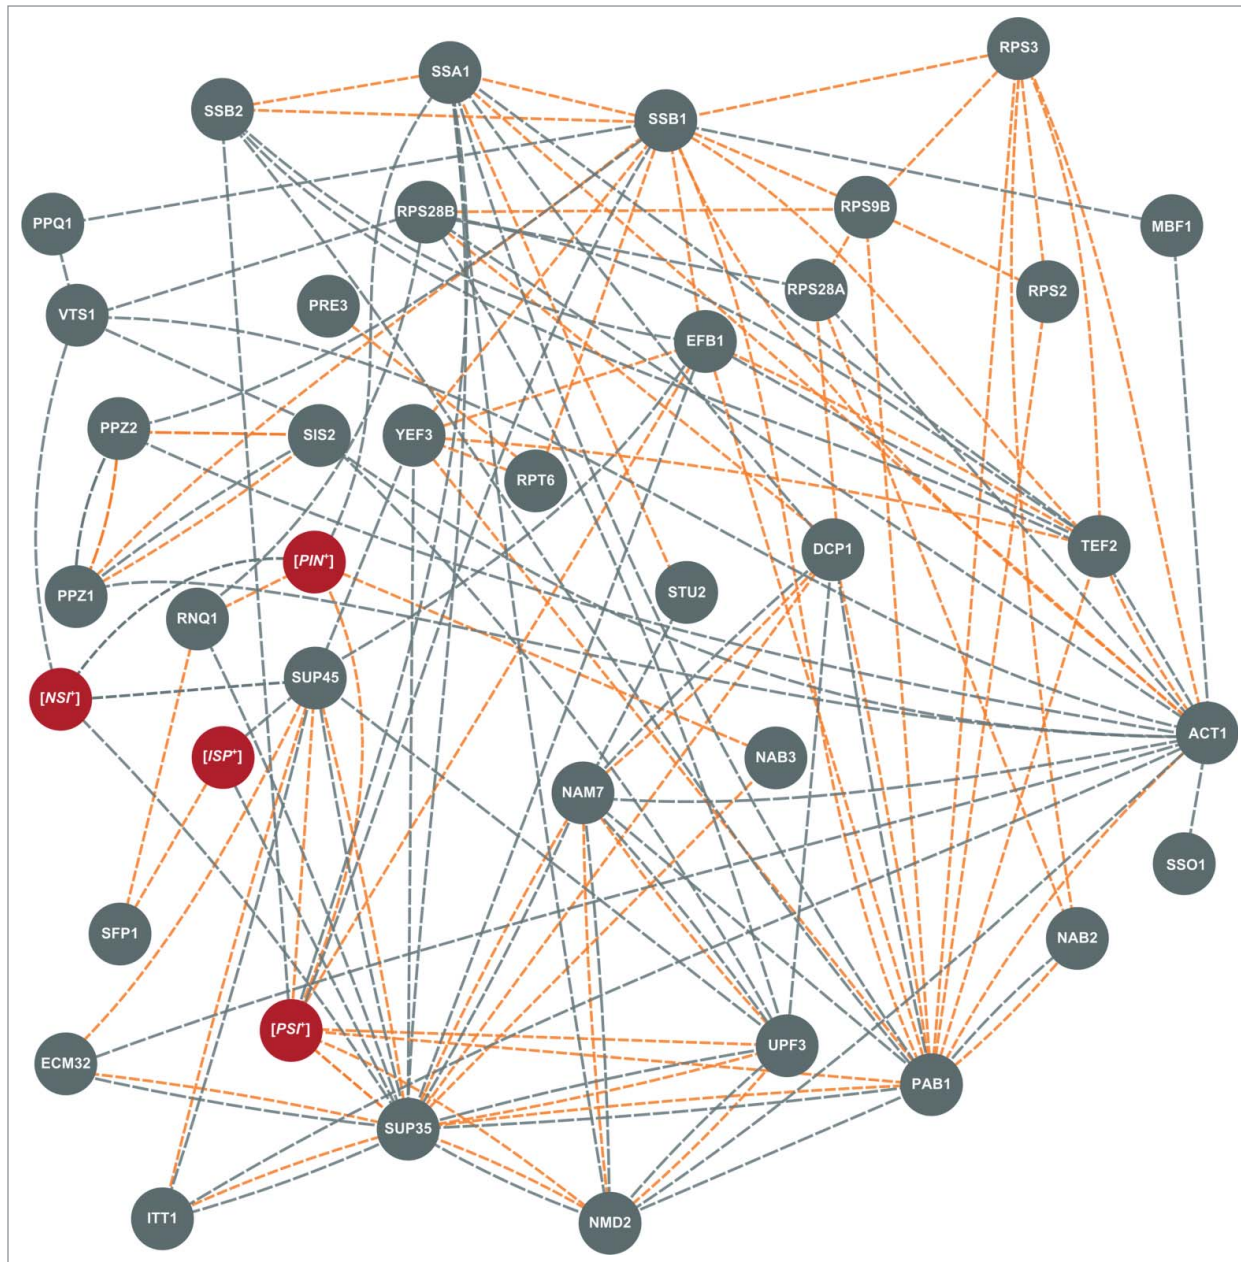 RPS3
SSA1
SSB2
SSB1
RPS9B
RPS28B
PPQ1
MBF1
RPS28A
RPS2
PRE3
VTS1
EFB1
PPZ2
SIS2
YEF3
RPT6
DCP1
TEF2
[PIN⁺]
PPZ1
STU2
RNQ1
SUP45
[NSI⁺]
ACT1
[ISP⁺]
NAB3
NAM7
SSO1
SFP1
NAB2
[PSI⁺]
UPF3
ECM32
PAB1
SUP35
ITT1
NMD2